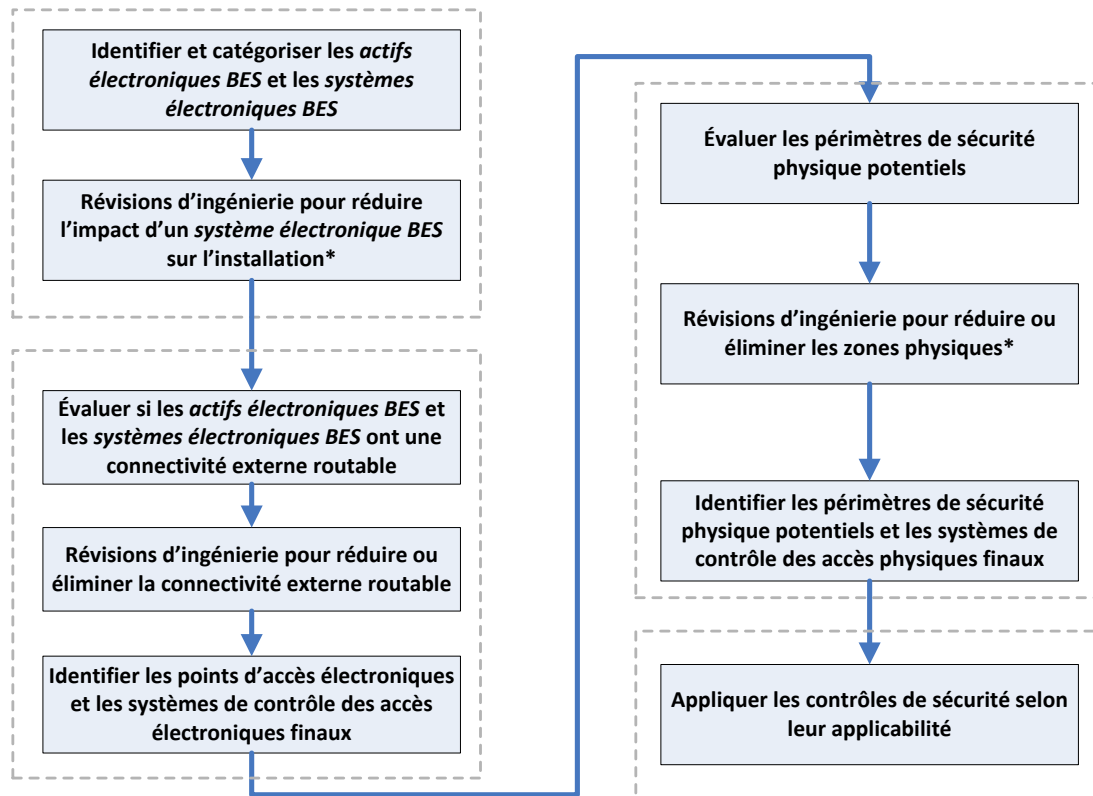 Identifier et catégoriser les actifs
électroniques BES et les systèmes
électroniques BES
Révisions d'ingénierie pour réduire
l'impact d'un système électronique BES
sur l'installation*
Évaluer si les actifs électroniques BES et
les systèmes électroniques BES ont une
connectivité externe routable
Révisions d'ingénierie pour réduire ou
éliminer la connectivité externe routable
Identifier les points d'accès électroniques
et les systèmes de contrôle des accès
électroniques finaux
Évaluer les périmètres de sécurité
physique potentiels
Révisions d'ingénierie pour réduire ou
éliminer les zones physiques*
Identifier les périmètres de sécurité
physique potentiels et les systèmes de
contrôle des accès physiques finaux
Appliquer les contrôles de sécurité selon
leur applicabilité